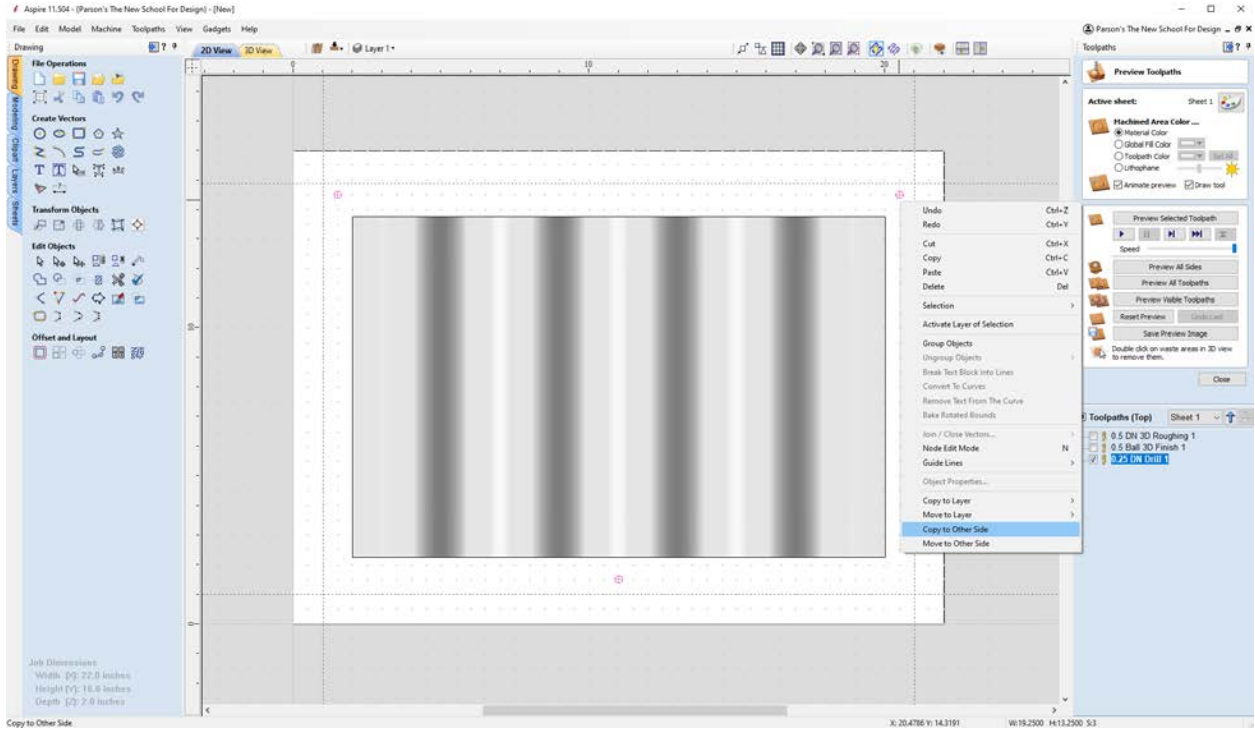 Aspire 11.504 - (Parson's The New School For Design) - [New]
File Edit Model Machine Toolpaths View Gadgets Help
Parson's The New School For Design
Drawing
2D View 3D View
Layer 1
Toolpaths
Drawing
Modeling
Clipart
Layers
Sheets
File Operations
Create Vectors
Transform Objects
Edit Objects
Offset and Layout
Job Dimensions
Width (X): 22.0 inches
Height (Y): 16.0 inches
Depth (Z): 2.0 inches
0 10 20
10
0
Undo Ctrl+Z
Redo Ctrl+Y
Cut Ctrl+X
Copy Ctrl+C
Paste Ctrl+V
Delete Del
Selection
Activate Layer of Selection
Group Objects
Ungroup Objects
Break Text Block into Lines
Convert To Curves
Remove Text From The Curve
Bake Rotated Bounds
Join / Close Vectors...
Node Edit Mode N
Guide Lines
Object Properties...
Copy to Layer
Move to Layer
Copy to Other Side
Move to Other Side
Preview Toolpaths
Active sheet: Sheet 1
Machined Area Color ...
Material Color
Global Fill Color
Toolpath Color Set All
Lithophane
Animate preview Draw tool
Preview Selected Toolpath
Speed
Preview All Sides
Preview All Toolpaths
Preview Visible Toolpaths
Reset Preview Undo Last
Save Preview Image
Double click on waste areas in 3D view
to remove them.
Close
Toolpaths (Top) Sheet 1
0.5 DN 3D Roughing 1
0.5 Ball 3D Finish 1
0.25 DN Drill 1
Copy to Other Side
X: 20.4786 Y: 14.3191
W:19.2500 H:13.2500 S:3